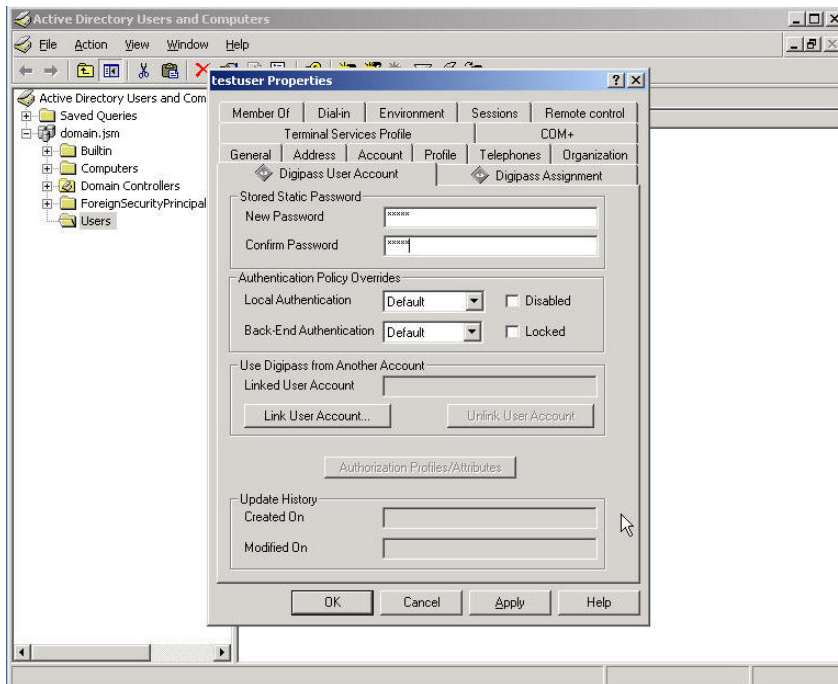 Active Directory Users and Computers
File Action View Window Help
testuser Properties
Active Directory Users and Com
Saved Queries
domain.jsm
Builtin
Computers
Domain Controllers
ForeignSecurityPrincipal
Users
Member Of Dial-in Environment Sessions Remote control
Terminal Services Profile COM+
General Address Account Profile Telephones Organization
Digipass User Account Digipass Assignment
Stored Static Password
New Password xxxxx
Confirm Password xxxxx
Authentication Policy Overrides
Local Authentication Default Disabled
Back-End Authentication Default Locked
Use Digipass from Another Account
Linked User Account
Link User Account... Unlink User Account
Authorization Profiles/Attributes
Update History
Created On
Modified On
OK Cancel Apply Help